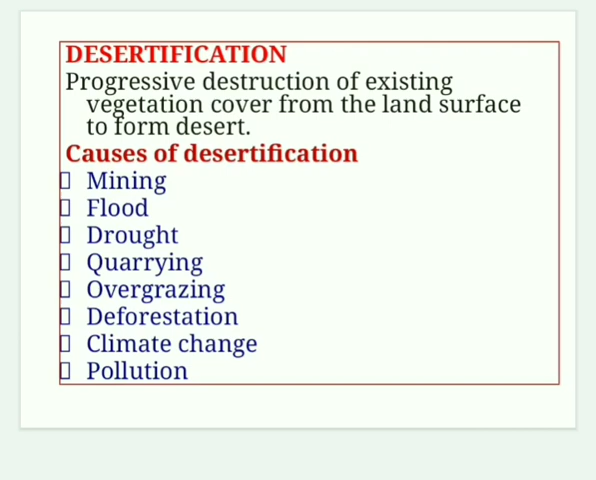 DESERTIFICATION
Progressive destruction of existing
vegetation cover from the land surface
to form desert.
Causes of desertification
Mining
Flood
Drought
Quarrying
Overgrazing
Deforestation
Climate change
Pollution